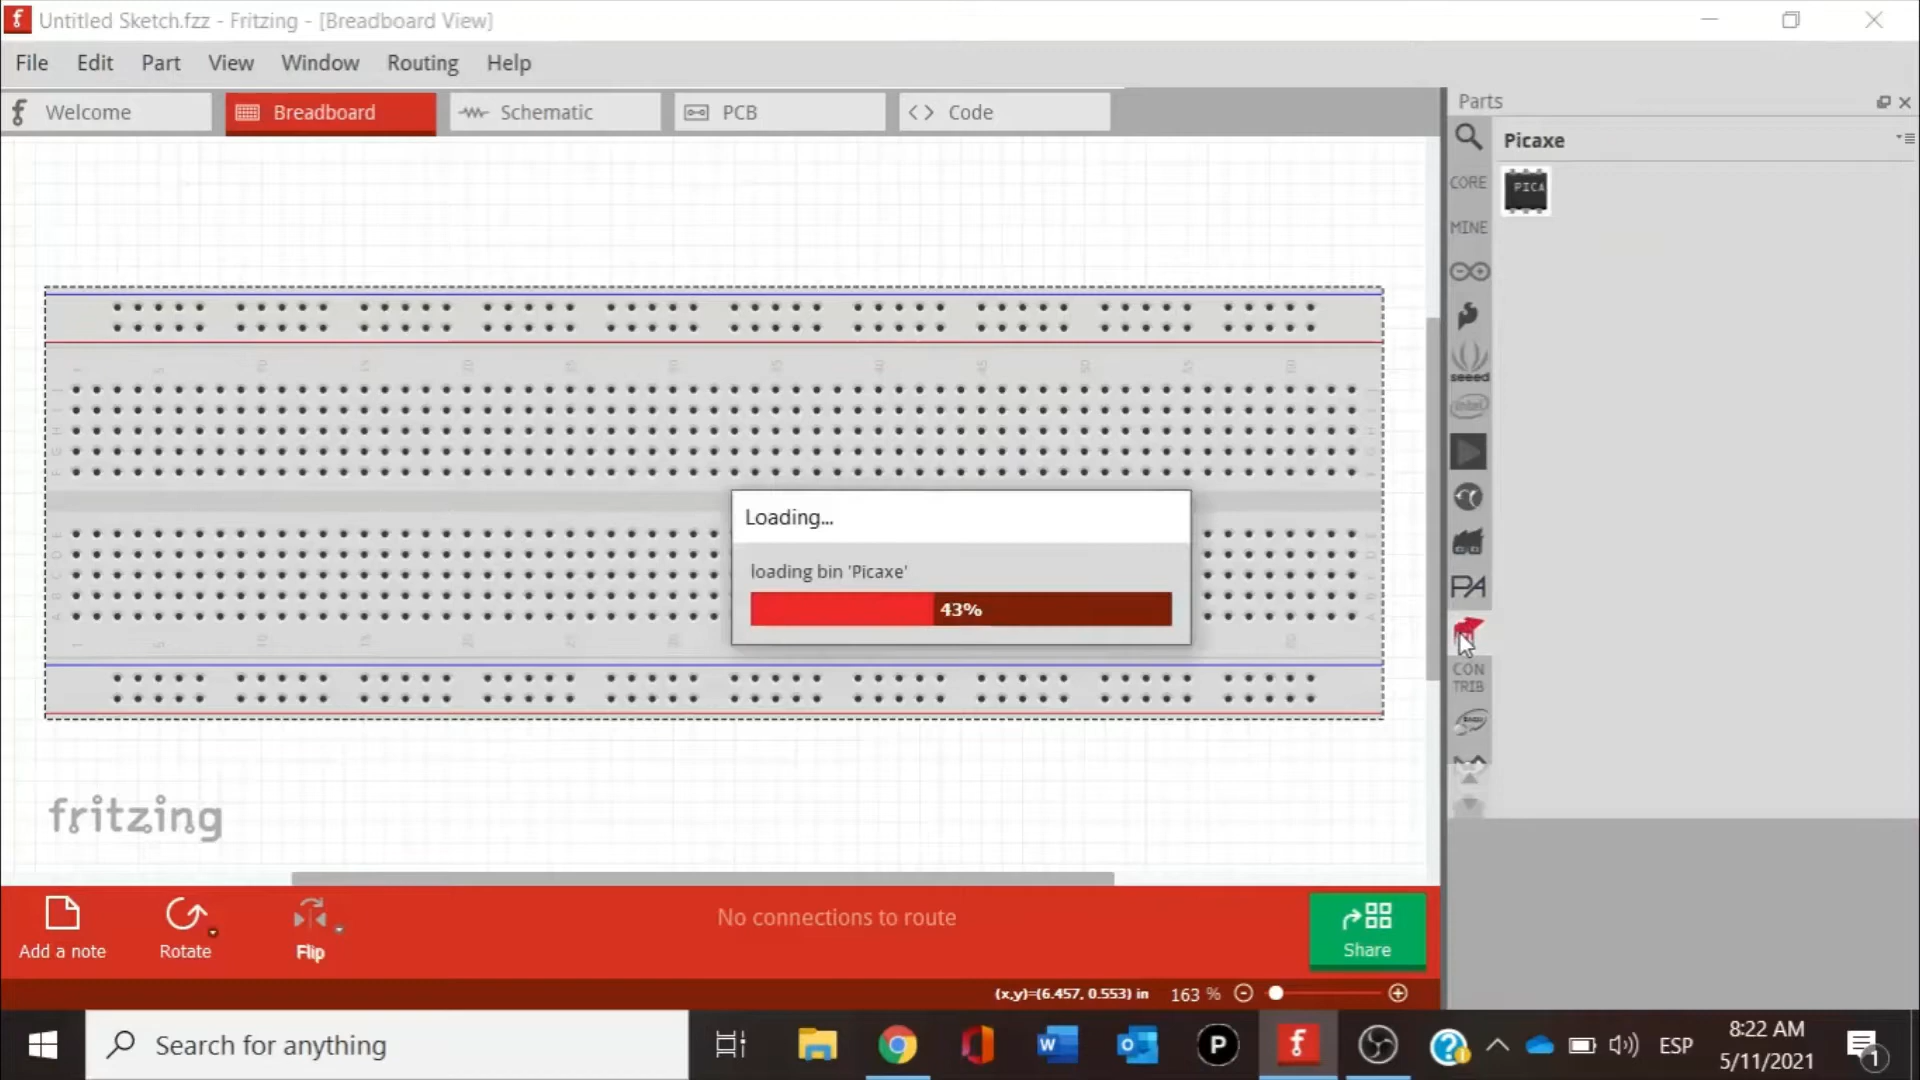 Untitled Sketch.fzz - Fritzing - [Breadboard View]
File Edit Part View Window Routing Help
Welcome Breadboard Schematic PCB Code
Parts
Picaxe
PICA
CORE
MINE
seeed
intel
PA
CON
TRIB
Loading...
loading bin 'Picaxe'
43%
fritzing
Add a note Rotate Flip
No connections to route
Share
(x,y)=(6.457, 0.553) in 163 %
Search for anything
ESP
8:22 AM
5/11/2021
1